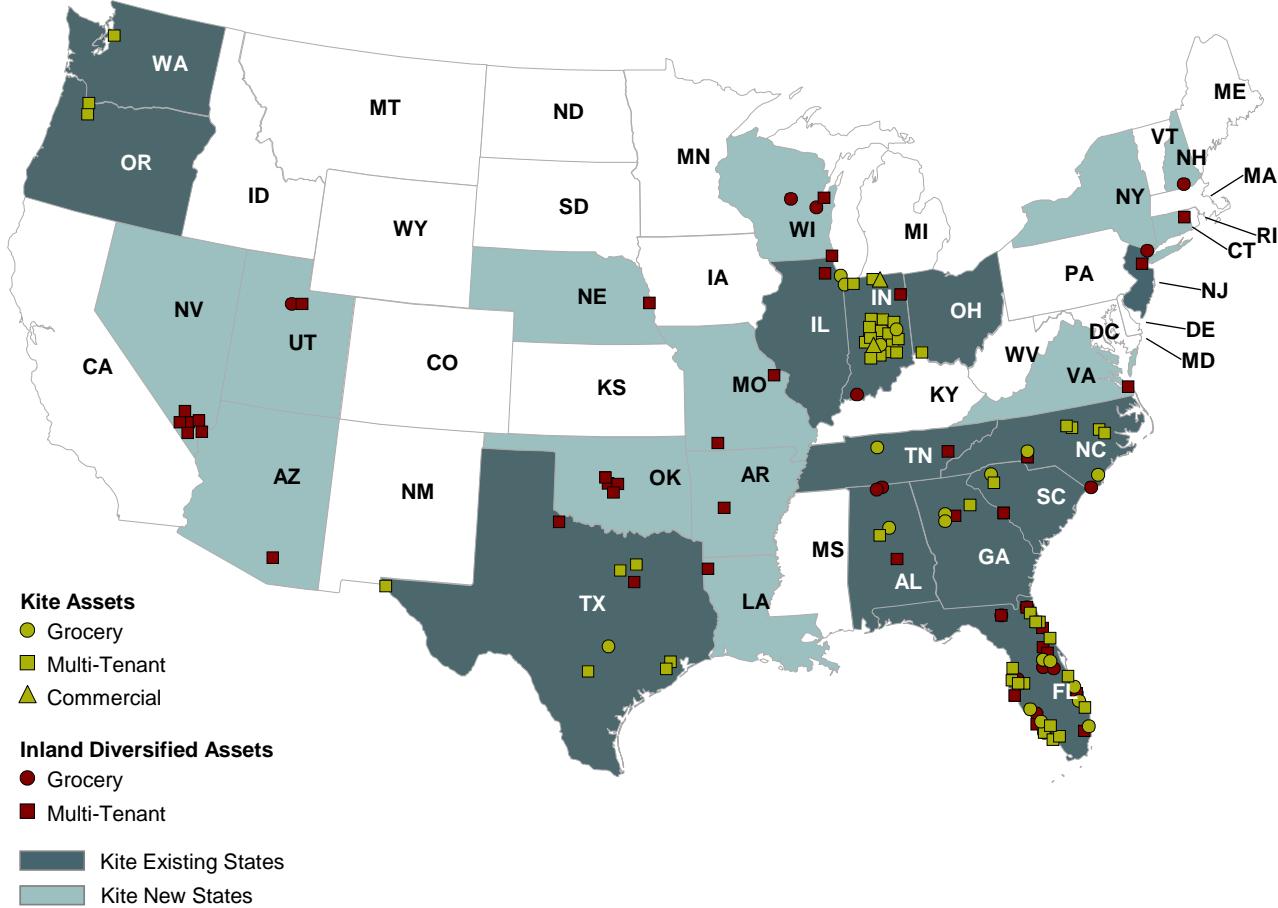 WA
MT
ND
ME
MN
VT
NH
OR
MA
ID
SD
NY
WY
WI
MI
RI
CT
IA
PA
NV
NE
IN
NJ
IL
OH
UT
DE
DC
CA
CO
WV
MD
MO
VA
KS
KY
TN
NC
AZ
OK
AR
NM
SC
MS
GA
AL
TX
LA
FL
Kite Assets
Grocery
Multi-Tenant
Commercial
Inland Diversified Assets
Grocery
Multi-Tenant
Kite Existing States
Kite New States